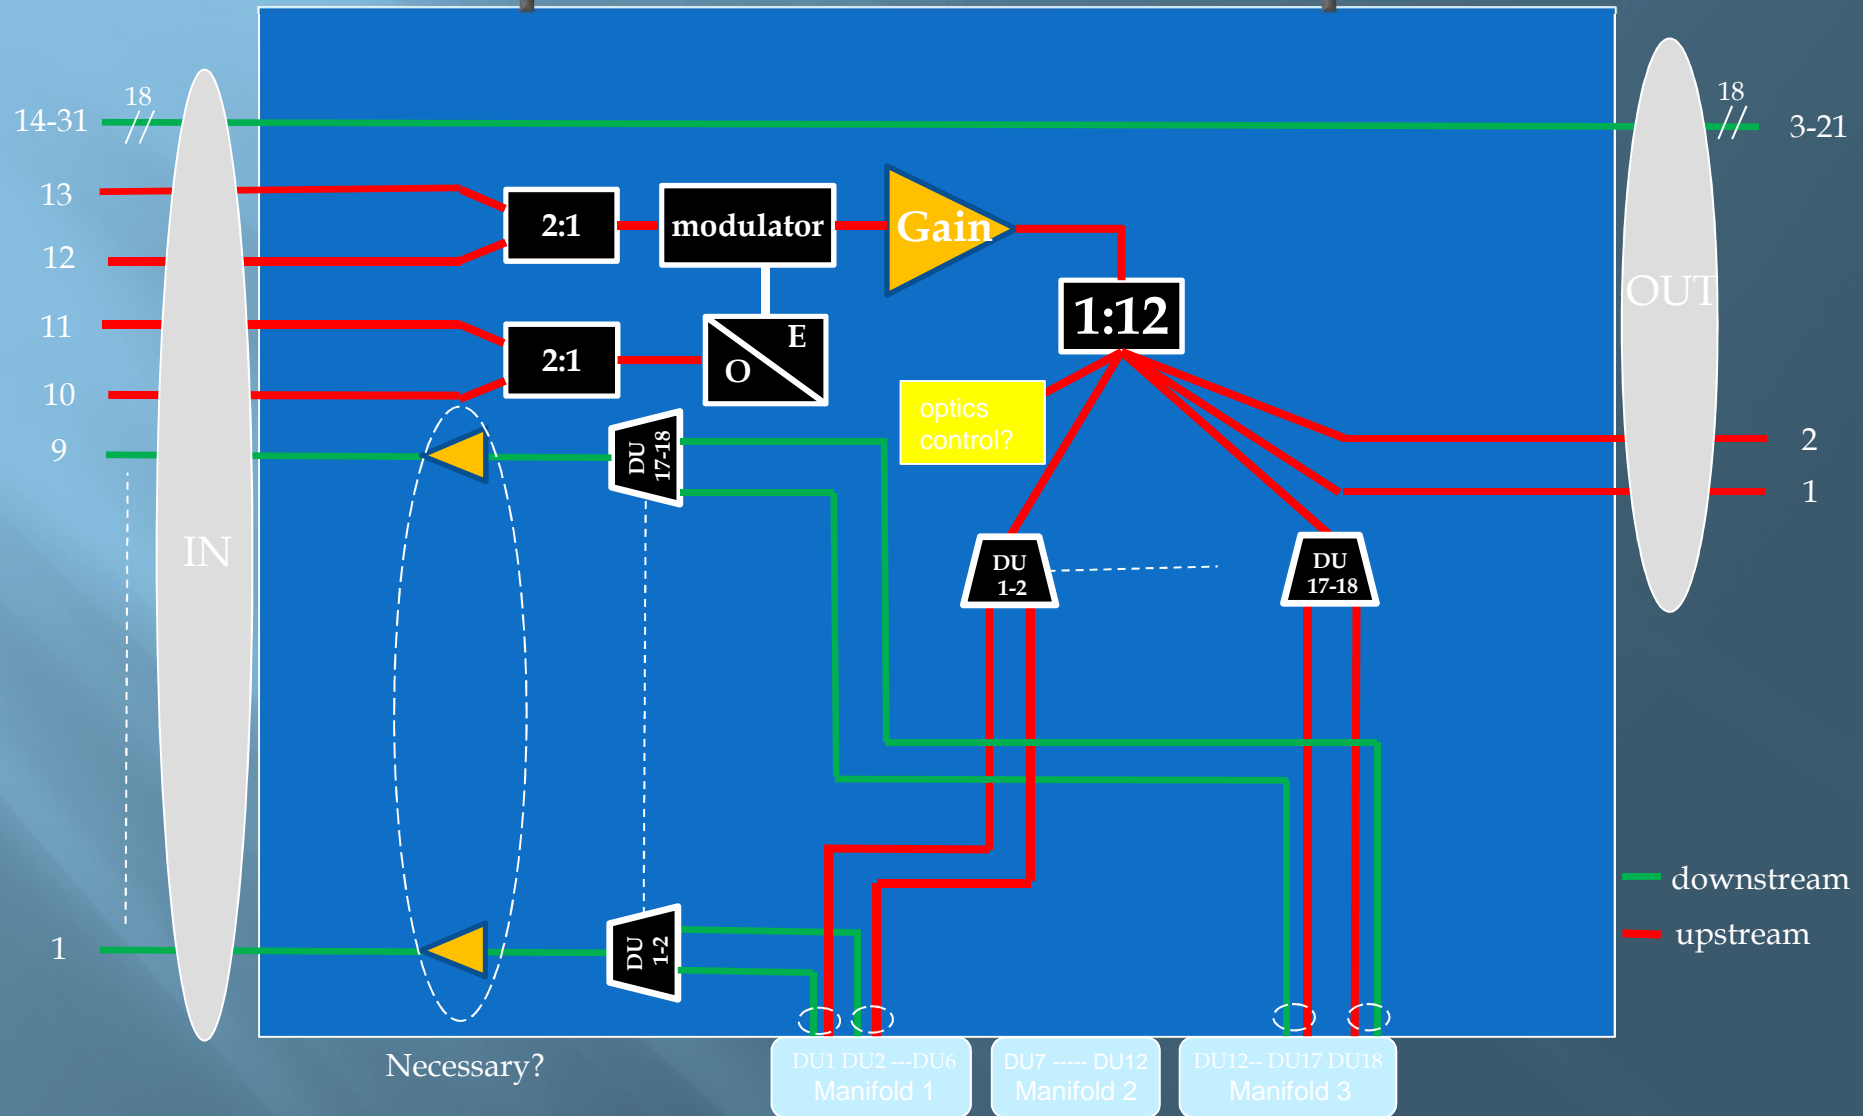 18
14-31
18
3-21
13
2:1
modulator
Gain
12
1:12
OUT
11
2:1
E
O
10
optics
control?
9
DU
17-18
2
1
IN
DU
1-2
DU
17-18
downstream
upstream
1
DU
1-2
Necessary?
DU1 DU2 ---DU6
Manifold 1
DU7 ----- DU12
Manifold 2
DU12-- DU17 DU18
Manifold 3